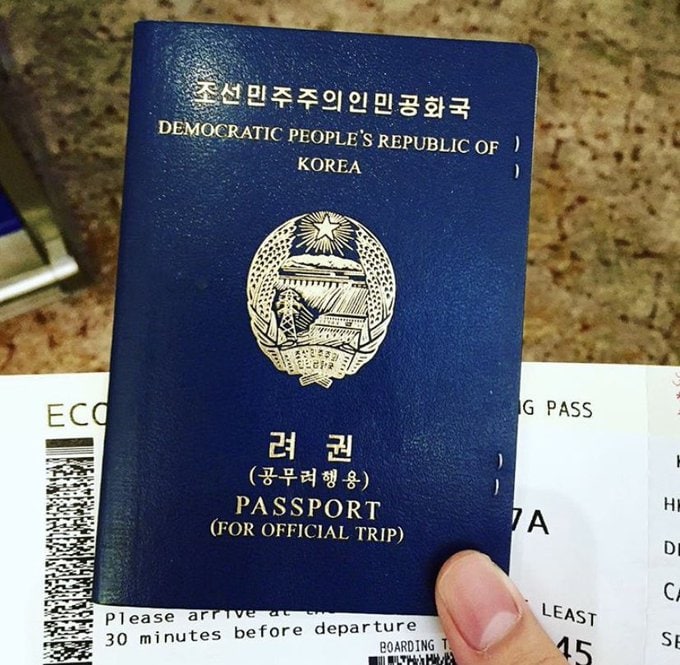 조선민주주의인민공화국
DEMOCRATIC PEOPLE'S REPUBLIC OF
KOREA
려 권
(공무려행용)
PASSPORT
(FOR OFFICIAL TRIP)
ECO
G PASS
7A
Please arrive at
30 minutes before departure
LEAST
BOARDING T
45